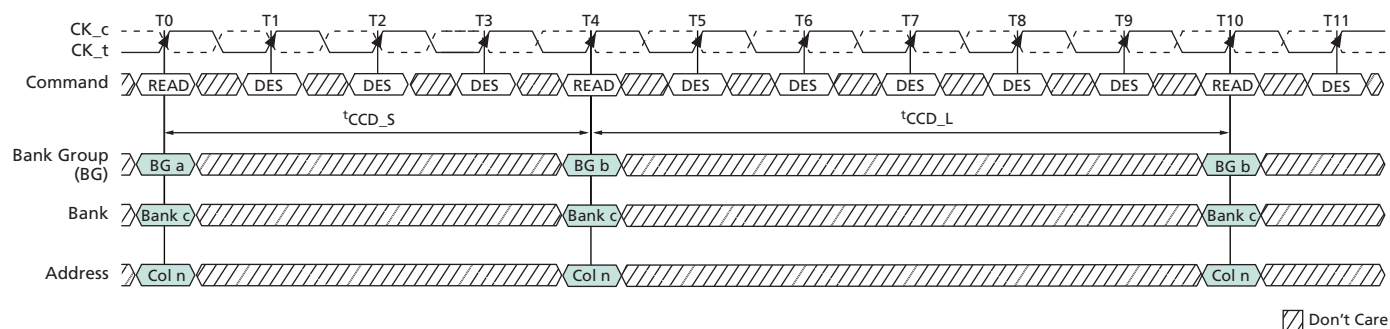 T0 T1 T2 T3 T4 T5 T6 T7 T8 T9 T10 T11
CK_c
CK_t
Command READ DES DES DES READ DES DES DES DES DES READ DES
tCCD_S tCCD_L
Bank Group
(BG)
BG a BG b BG b
Bank Bank c Bank c Bank c
Address Col n Col n Col n
Don't Care